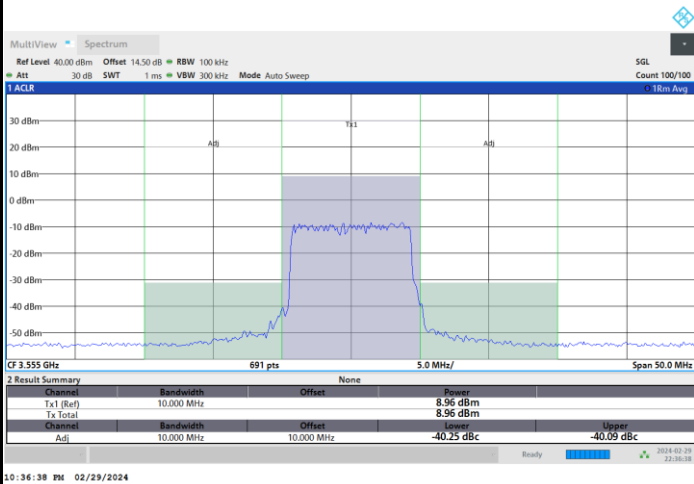 MultiView Spectrum
Ref Level 40.00 dBm Offset 14.50 dB RBW 100 kHz SGL
Att 30 dB SWT 1 ms VBW 300 kHz Mode Auto Sweep Count 100/100
1 ACLR 1Rm Avg
30 dBm
Tx1
20 dBm Adj Adj
10 dBm
0 dBm
-10 dBm
-20 dBm
-30 dBm
-40 dBm
-50 dBm
CF 3.555 GHz 691 pts 5.0 MHz/ Span 50.0 MHz
2 Result Summary None
Channel Bandwidth Offset Power
Tx1 (Ref) 10.000 MHz 8.96 dBm
Tx Total 8.96 dBm
Channel Bandwidth Offset Lower Upper
Adj 10.000 MHz 10.000 MHz -40.25 dBc -40.09 dBc
Ready 2024-02-29
22:36:38
10:36:38 PM 02/29/2024